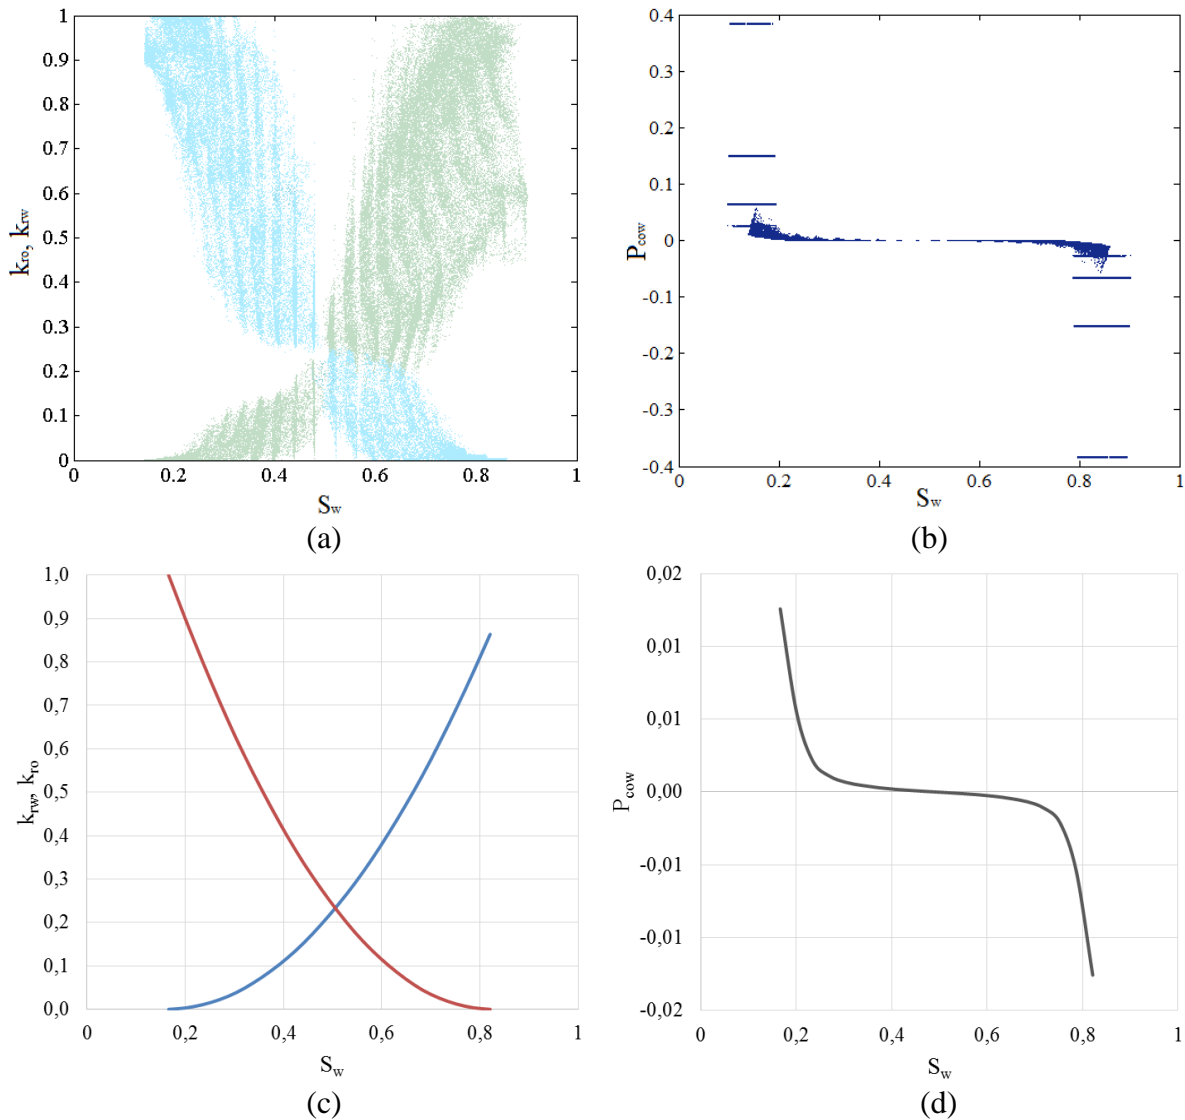 1
0.9
0.8
0.7
0.6
0.5
0.4
0.3
0.2
0.1
0
0 0.2 0.4 0.6 0.8 1
kro, krw
Sw
(a)
0.4
0.3
0.2
0.1
0
-0.1
-0.2
-0.3
-0.4
0 0.2 0.4 0.6 0.8 1
Pcow
Sw
(b)
1,0
0,9
0,8
0,7
0,6
0,5
0,4
0,3
0,2
0,1
0,0
0 0,2 0,4 0,6 0,8 1
krw, kro
Sw
(c)
0,02
0,01
0,01
0,00
-0,01
-0,01
-0,02
0 0,2 0,4 0,6 0,8 1
Pcow
Sw
(d)